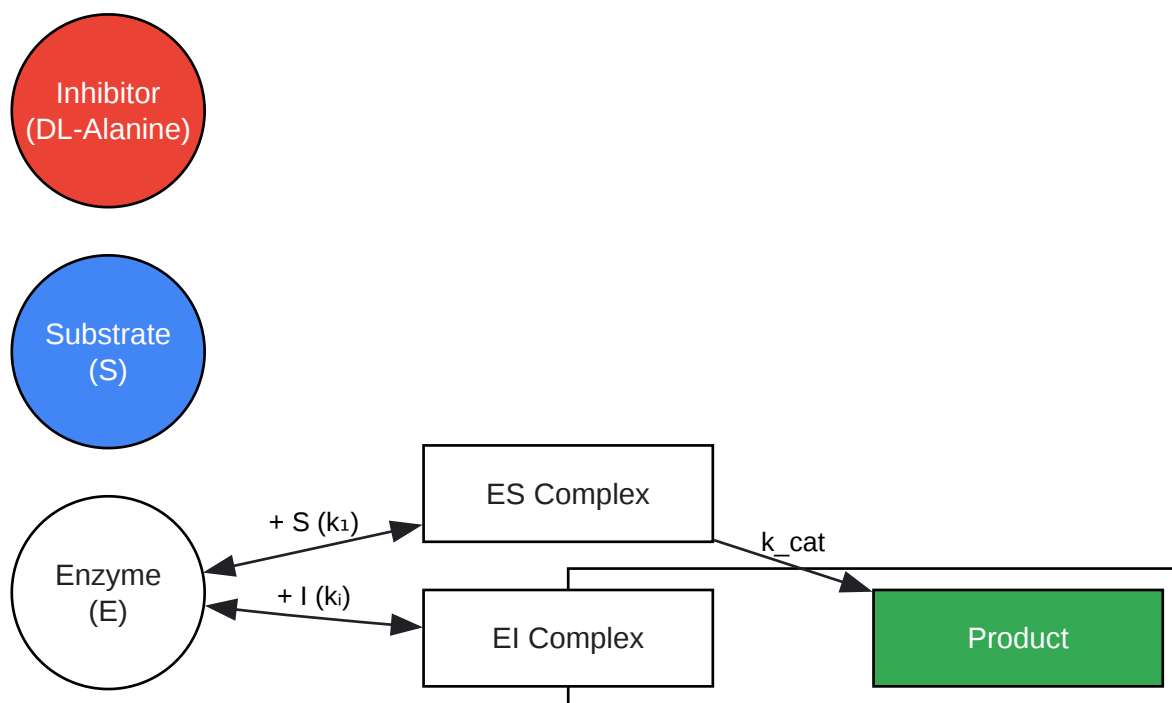 Inhibitor
(DL-Alanine)
Substrate
(S)
ES Complex
+ S (k₁)
k_cat
Enzyme
(E)
+ I (kᵢ)
EI Complex
Product